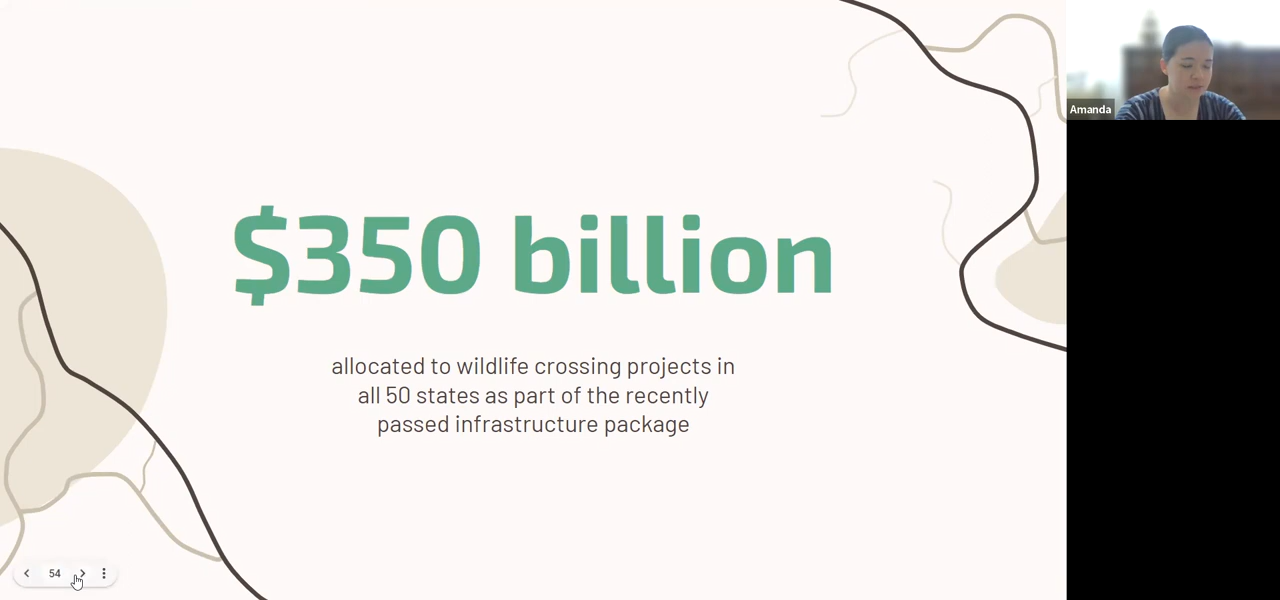 $350 billion
allocated to wildlife crossing projects in
all 50 states as part of the recently
passed infrastructure package
54
Amanda